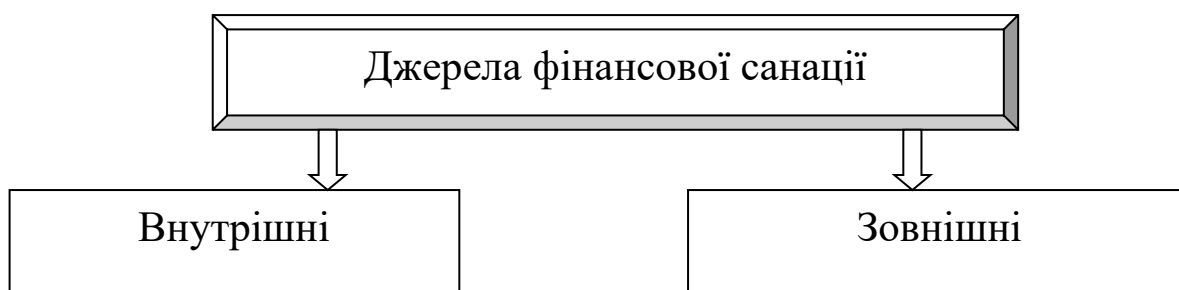 Джерела фінансової санації
Внутрішні
Зовнішні